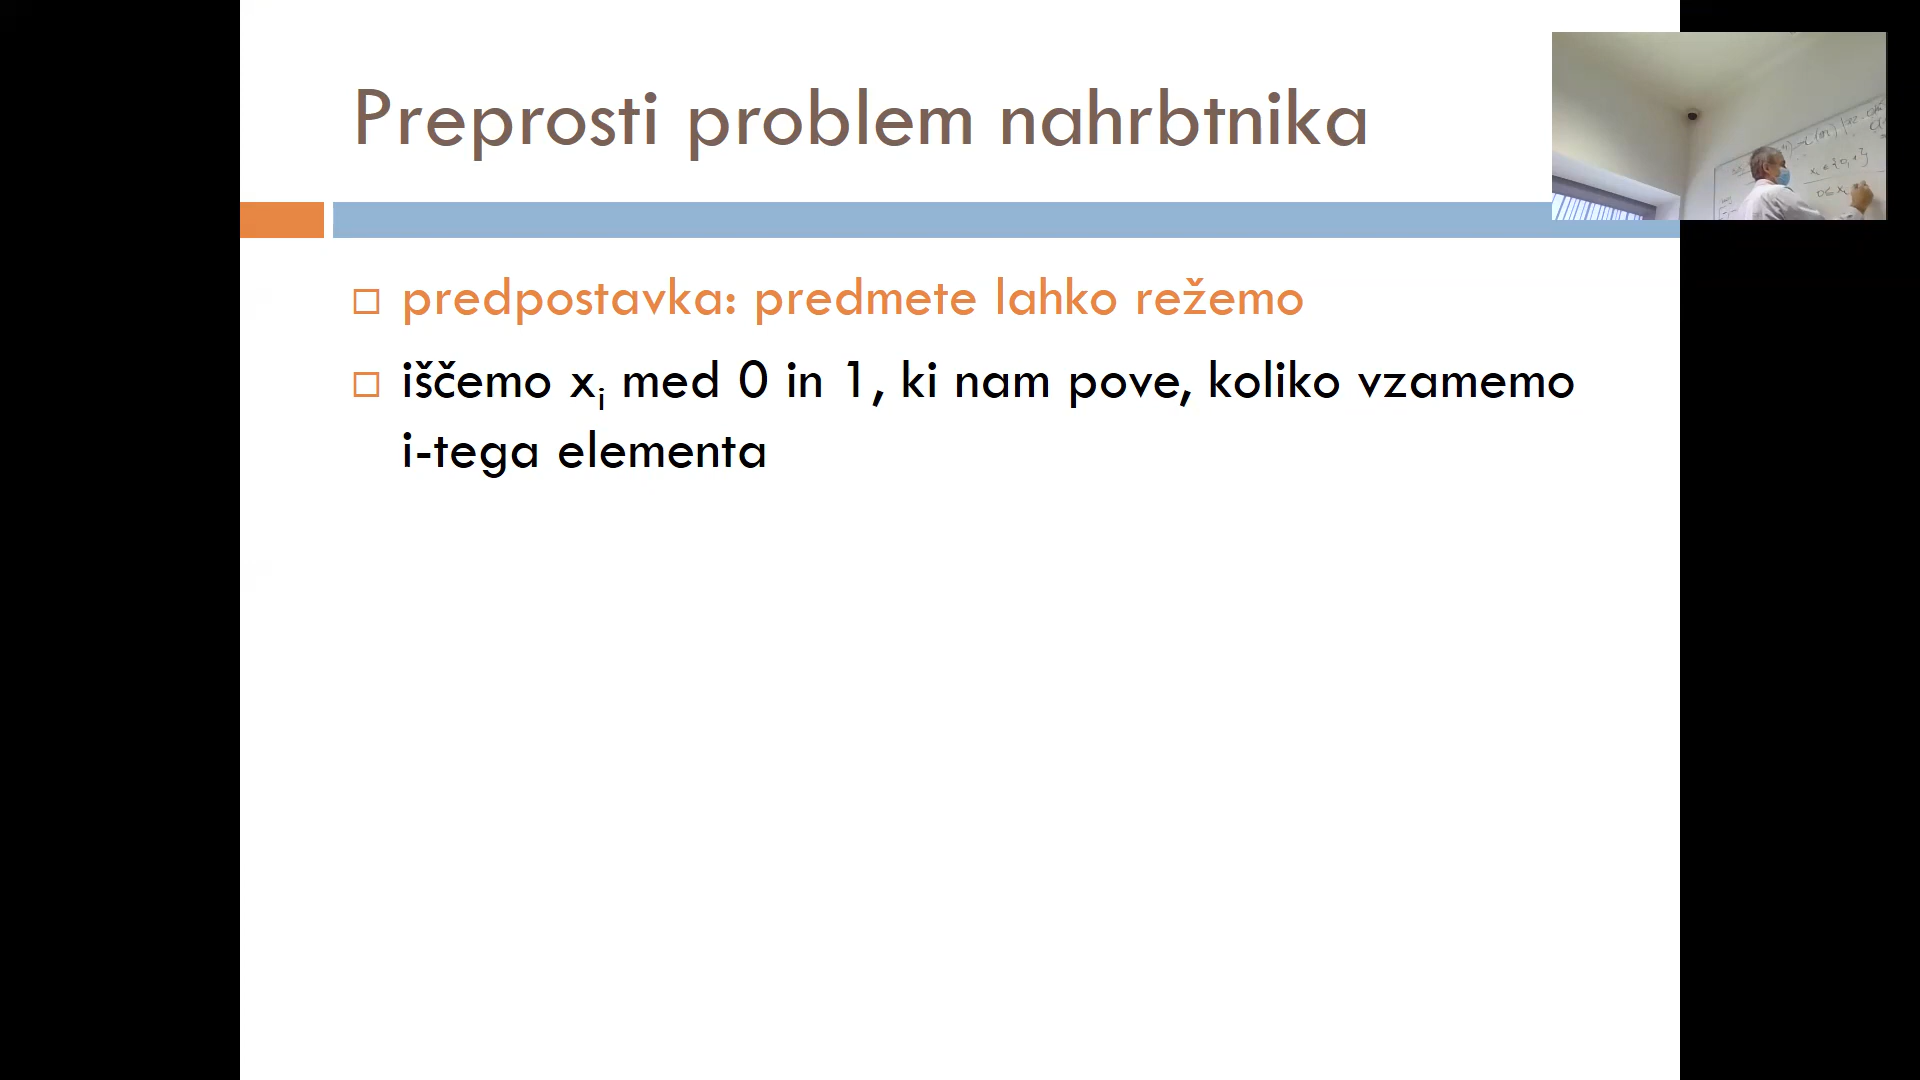 Preprosti problem nahrbtnika
predpostavka: predmete lahko režemo
iščemo xᵢ med 0 in 1, ki nam pove, koliko vzamemo
i-tega elementa